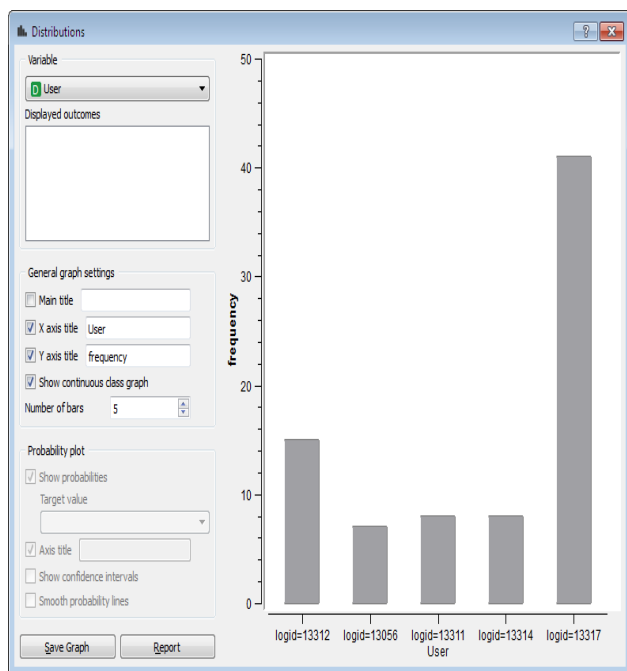 Distributions
?
Variable
D User
Displayed outcomes
General graph settings
Main title
X axis title User
Y axis title frequency
Show continuous class graph
Number of bars 5
Probability plot
Show probabilities
Target value
Axis title
Show confidence intervals
Smooth probability lines
Save Graph
Report
frequency
50
40
30
20
10
0
logid=13312 logid=13056 logid=13311 logid=13314 logid=13317
User